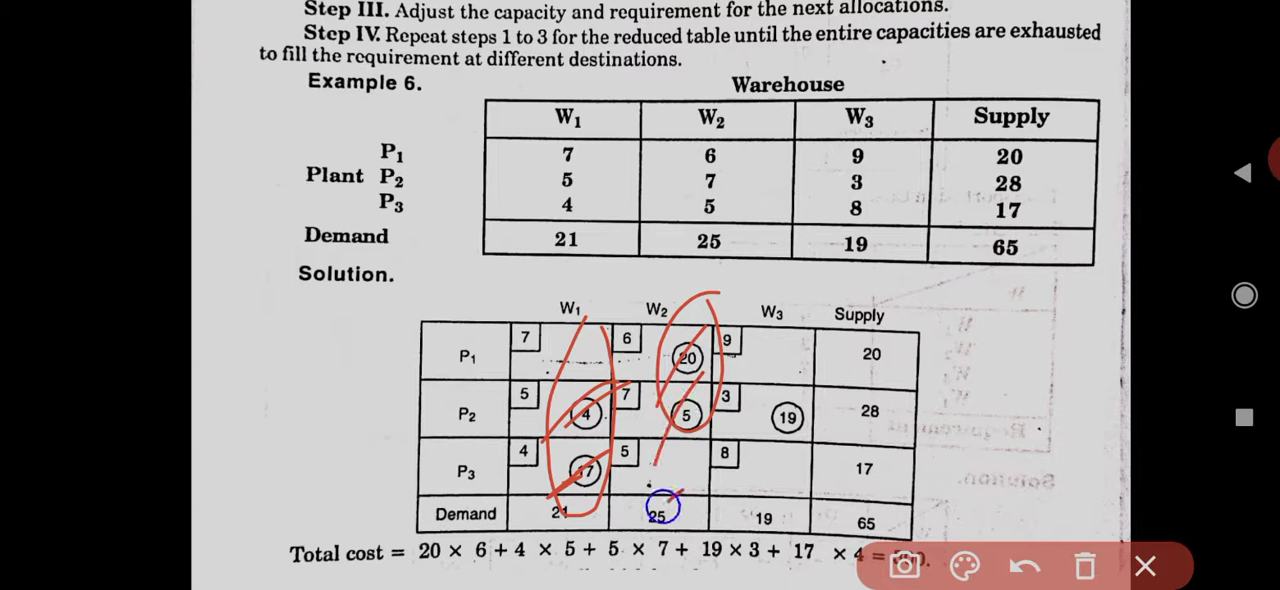 Step III. Adjust the capacity and requirement for the next allocations.
Step IV. Repeat steps 1 to 3 for the reduced table until the entire capacities are exhausted
to fill the requirement at different destinations.
Example 6. Warehouse
W1 W2 W3 Supply
P1 7 6 9 20
Plant P2 5 7 3 28
P3 4 5 8 17
Demand 21 25 19 65
Solution.
W1 W2 W3 Supply
P1 7 6 20 9 20
P2 5 4 7 5 3 19 28
P3 4 17 5 8 17
Demand 21 25 19 65
Total cost = 20 × 6 + 4 × 5 + 5 × 7 + 19 × 3 + 17 × 4 =